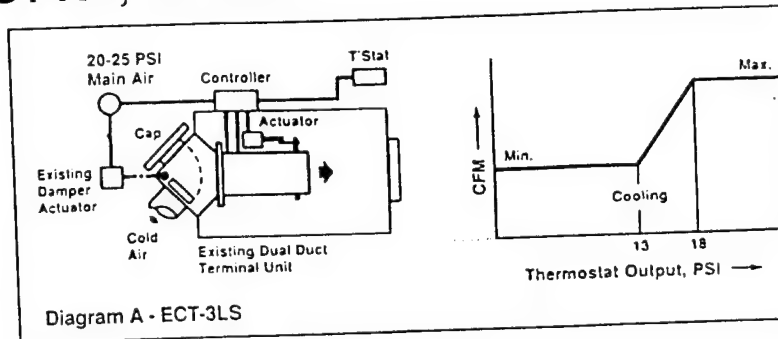 20-25 PSI
Main Air
Controller
T'Stat
Cap
Actuator
Existing
Damper
Actuator
Cold
Air
Existing Dual Duct
Terminal Unit
Max.
Min.
CFM
Cooling
13
18
Thermostat Output, PSI
Diagram A - ECT-3LS